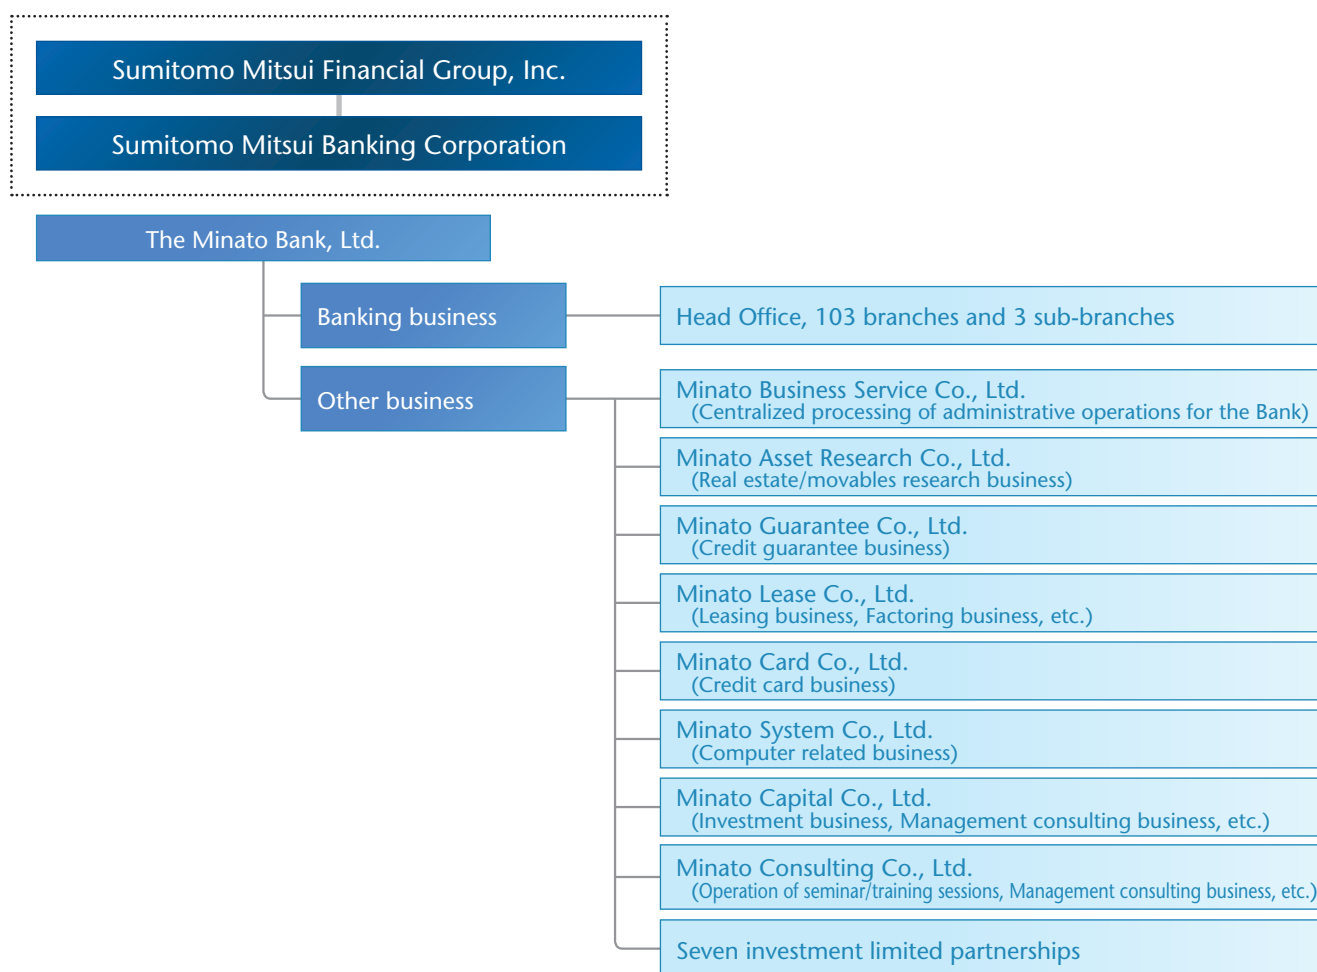 Sumitomo Mitsui Financial Group, Inc.
Sumitomo Mitsui Banking Corporation
The Minato Bank, Ltd.
Banking business
Head Office, 103 branches and 3 sub-branches
Other business
Minato Business Service Co., Ltd.
(Centralized processing of administrative operations for the Bank)
Minato Asset Research Co., Ltd.
(Real estate/movables research business)
Minato Guarantee Co., Ltd.
(Credit guarantee business)
Minato Lease Co., Ltd.
(Leasing business, Factoring business, etc.)
Minato Card Co., Ltd.
(Credit card business)
Minato System Co., Ltd.
(Computer related business)
Minato Capital Co., Ltd.
(Investment business, Management consulting business, etc.)
Minato Consulting Co., Ltd.
(Operation of seminar/training sessions, Management consulting business, etc.)
Seven investment limited partnerships